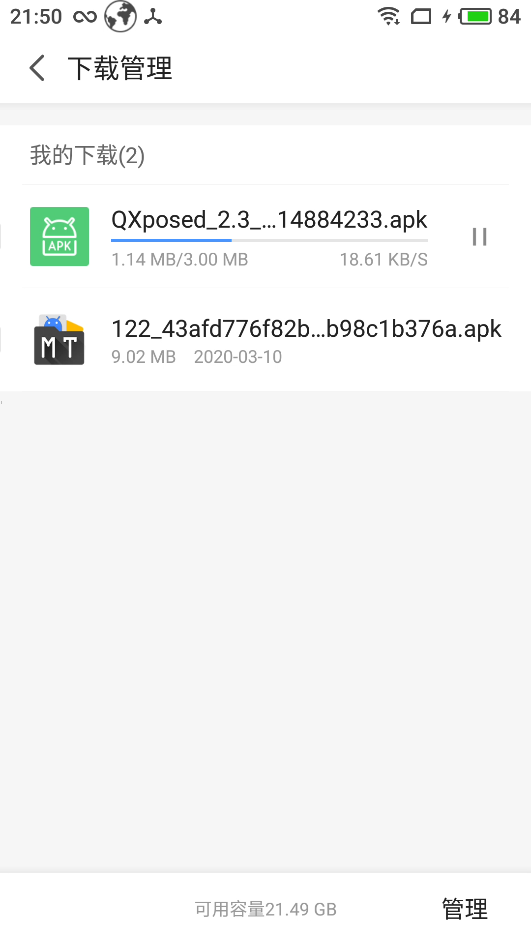 21:50 84
下载管理
我的下载(2)
QXposed_2.3_...14884233.apk
APK
1.14 MB/3.00 MB 18.61 KB/S
122_43afd776f82b...b98c1b376a.apk
MT
9.02 MB 2020-03-10
可用容量21.49 GB 管理